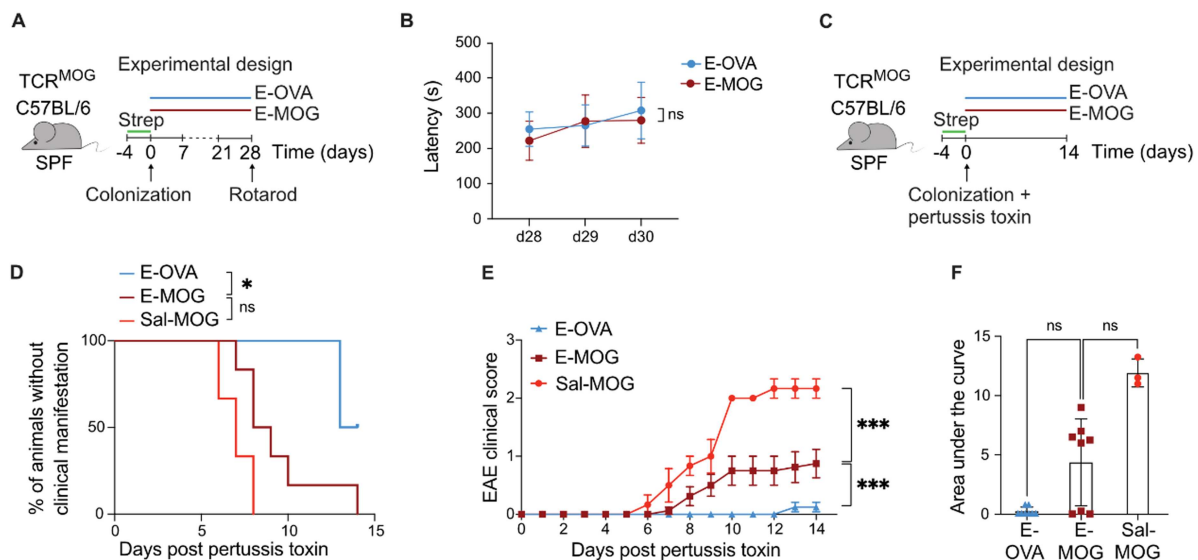 A
TCR^MOG
C57BL/6
SPF
Experimental design
E-OVA
E-MOG
Strep
-4 0 7 21 28 Time (days)
Colonization Rotarod
B
Latency (s)
500
400
300
200
100
0
d28 d29 d30
E-OVA
E-MOG
ns
C
TCR^MOG
C57BL/6
SPF
Experimental design
E-OVA
E-MOG
Strep
-4 0 14 Time (days)
Colonization +
pertussis toxin
D
E-OVA
E-MOG
Sal-MOG
*
ns
% of animals without
clinical manifestation
100
50
0
0 5 10 15
Days post pertussis toxin
E
E-OVA
E-MOG
Sal-MOG
EAE clinical score
3
2
1
0
0 2 4 6 8 10 12 14
Days post pertussis toxin
***
***
F
Area under the curve
15
10
5
0
ns ns
E- E- Sal-
OVA MOG MOG